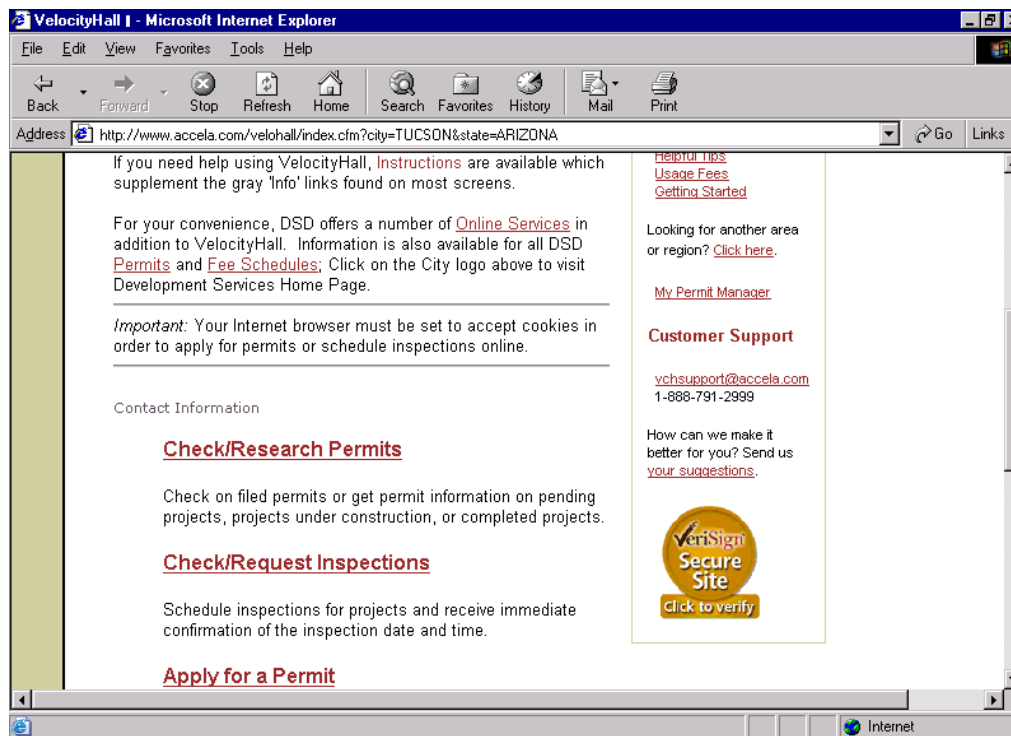 VelocityHall - Microsoft Internet Explorer
File Edit View Favorites Tools Help
Back Forward Stop Refresh Home Search Favorites History Mail Print
Address http://www.accela.com/velohall/index.cfm?city=TUCSON&state=ARIZONA Go Links
If you need help using VelocityHall, Instructions are available which
supplement the gray 'Info' links found on most screens.
For your convenience, DSD offers a number of Online Services in
addition to VelocityHall. Information is also available for all DSD
Permits and Fee Schedules; Click on the City logo above to visit
Development Services Home Page.
Important: Your Internet browser must be set to accept cookies in
order to apply for permits or schedule inspections online.
Contact Information
Check/Research Permits
Check on filed permits or get permit information on pending
projects, projects under construction, or completed projects.
Check/Request Inspections
Schedule inspections for projects and receive immediate
confirmation of the inspection date and time.
Apply for a Permit
Helpful Tips
Usage Fees
Getting Started
Looking for another area
or region? Click here.
My Permit Manager
Customer Support
vchsupport@accela.com
1-888-791-2999
How can we make it
better for you? Send us
your suggestions.
VeriSign
Secure
Site
Click to verify
Internet